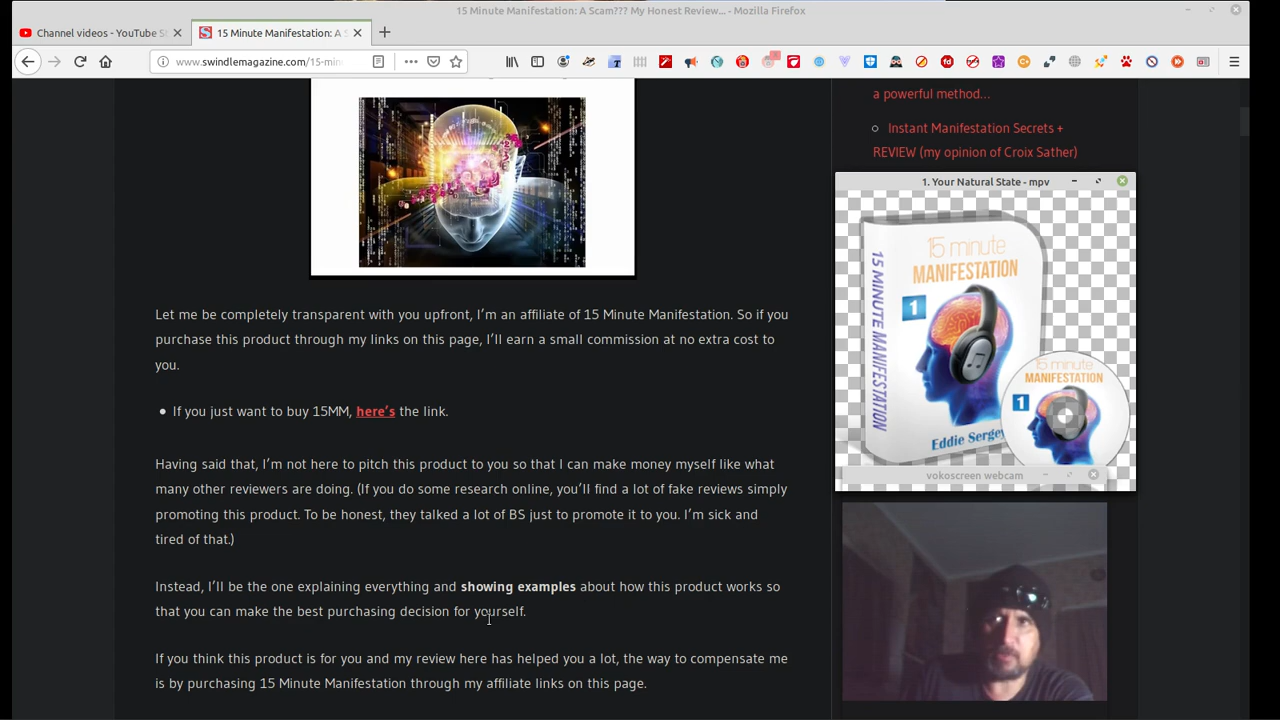 15 Minute Manifestation: A Scam??? My Honest Review... - Mozilla Firefox
Channel videos - YouTube S
15 Minute Manifestation: A S
www.swindlemagazine.com/15-min
a powerful method...
Instant Manifestation Secrets +
REVIEW (my opinion of Croix Sather)
1. Your Natural State - mpv
15 minute
MANIFESTATION
15 MINUTE MANIFESTATION
1
Eddie Sergey
15 minute
MANIFESTATION
1
vokoscreen webcam
Let me be completely transparent with you upfront, I'm an affiliate of 15 Minute Manifestation. So if you
purchase this product through my links on this page, I'll earn a small commission at no extra cost to
you.
If you just want to buy 15MM, here's the link.
Having said that, I'm not here to pitch this product to you so that I can make money myself like what
many other reviewers are doing. (If you do some research online, you'll find a lot of fake reviews simply
promoting this product. To be honest, they talked a lot of BS just to promote it to you. I'm sick and
tired of that.)
Instead, I'll be the one explaining everything and showing examples about how this product works so
that you can make the best purchasing decision for yourself.
If you think this product is for you and my review here has helped you a lot, the way to compensate me
is by purchasing 15 Minute Manifestation through my affiliate links on this page.